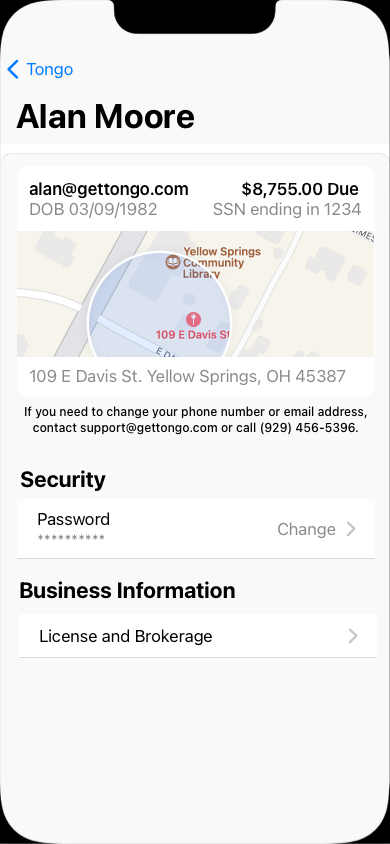 Tongo
Alan Moore
alan@gettongo.com $8,755.00 Due
DOB 03/09/1982 SSN ending in 1234
Yellow Springs
Community
Library
109 E Davis St
E DA
109 E Davis St. Yellow Springs, OH 45387
If you need to change your phone number or email address,
contact support@gettongo.com or call (929) 456-5396.
Security
Password
**********
Change
Business Information
License and Brokerage